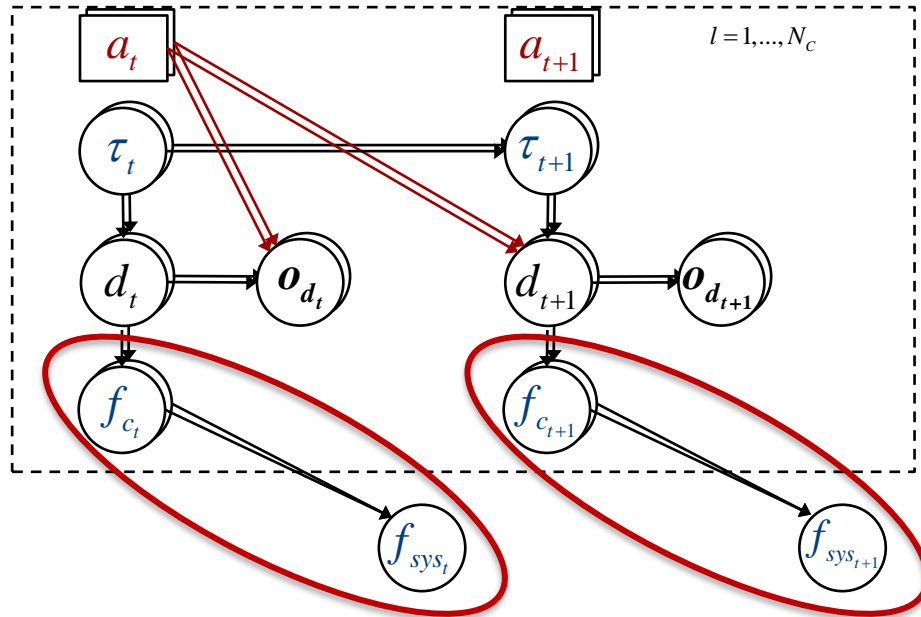 a_t a_{t+1} l = 1,..., N_C
τ_t τ_{t+1}
d_t o_{d_t} d_{t+1} o_{d_{t+1}}
f_{c_t} f_{c_{t+1}}
f_{sys_t} f_{sys_{t+1}}